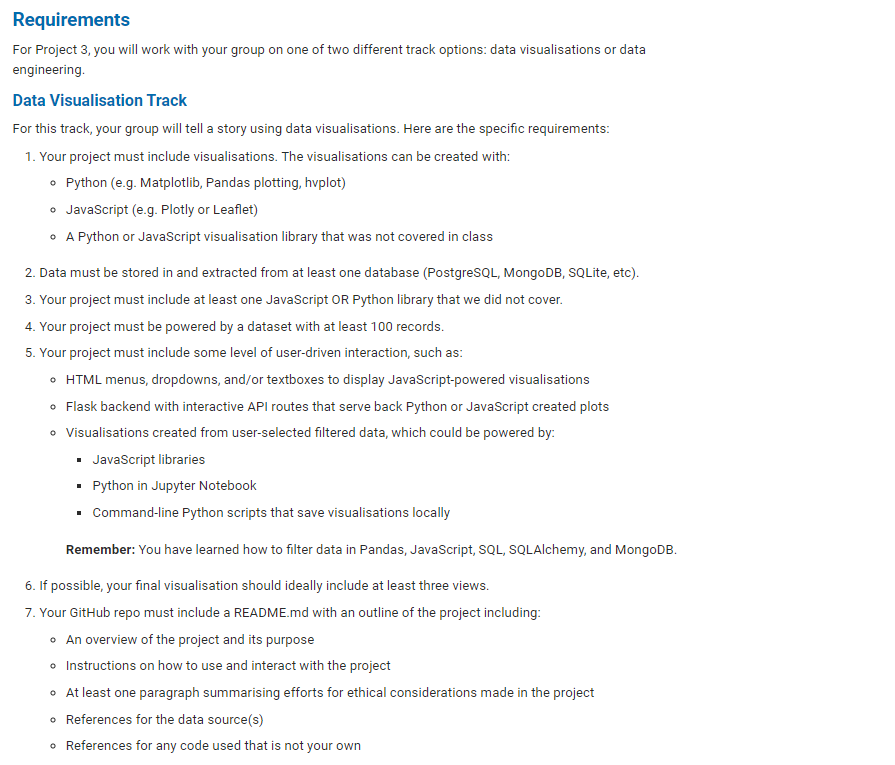 Requirements
For Project 3, you will work with your group on one of two different track options: data visualisations or data
engineering.
Data Visualisation Track
For this track, your group will tell a story using data visualisations. Here are the specific requirements:
1. Your project must include visualisations. The visualisations can be created with:
Python (e.g. Matplotlib, Pandas plotting, hvplot)
JavaScript (e.g. Plotly or Leaflet)
A Python or JavaScript visualisation library that was not covered in class
2. Data must be stored in and extracted from at least one database (PostgreSQL, MongoDB, SQLite, etc).
3. Your project must include at least one JavaScript OR Python library that we did not cover.
4. Your project must be powered by a dataset with at least 100 records.
5. Your project must include some level of user-driven interaction, such as:
HTML menus, dropdowns, and/or textboxes to display JavaScript-powered visualisations
Flask backend with interactive API routes that serve back Python or JavaScript created plots
Visualisations created from user-selected filtered data, which could be powered by:
JavaScript libraries
Python in Jupyter Notebook
Command-line Python scripts that save visualisations locally
Remember: You have learned how to filter data in Pandas, JavaScript, SQL, SQLAlchemy, and MongoDB.
6. If possible, your final visualisation should ideally include at least three views.
7. Your GitHub repo must include a README.md with an outline of the project including:
An overview of the project and its purpose
Instructions on how to use and interact with the project
At least one paragraph summarising efforts for ethical considerations made in the project
References for the data source(s)
References for any code used that is not your own